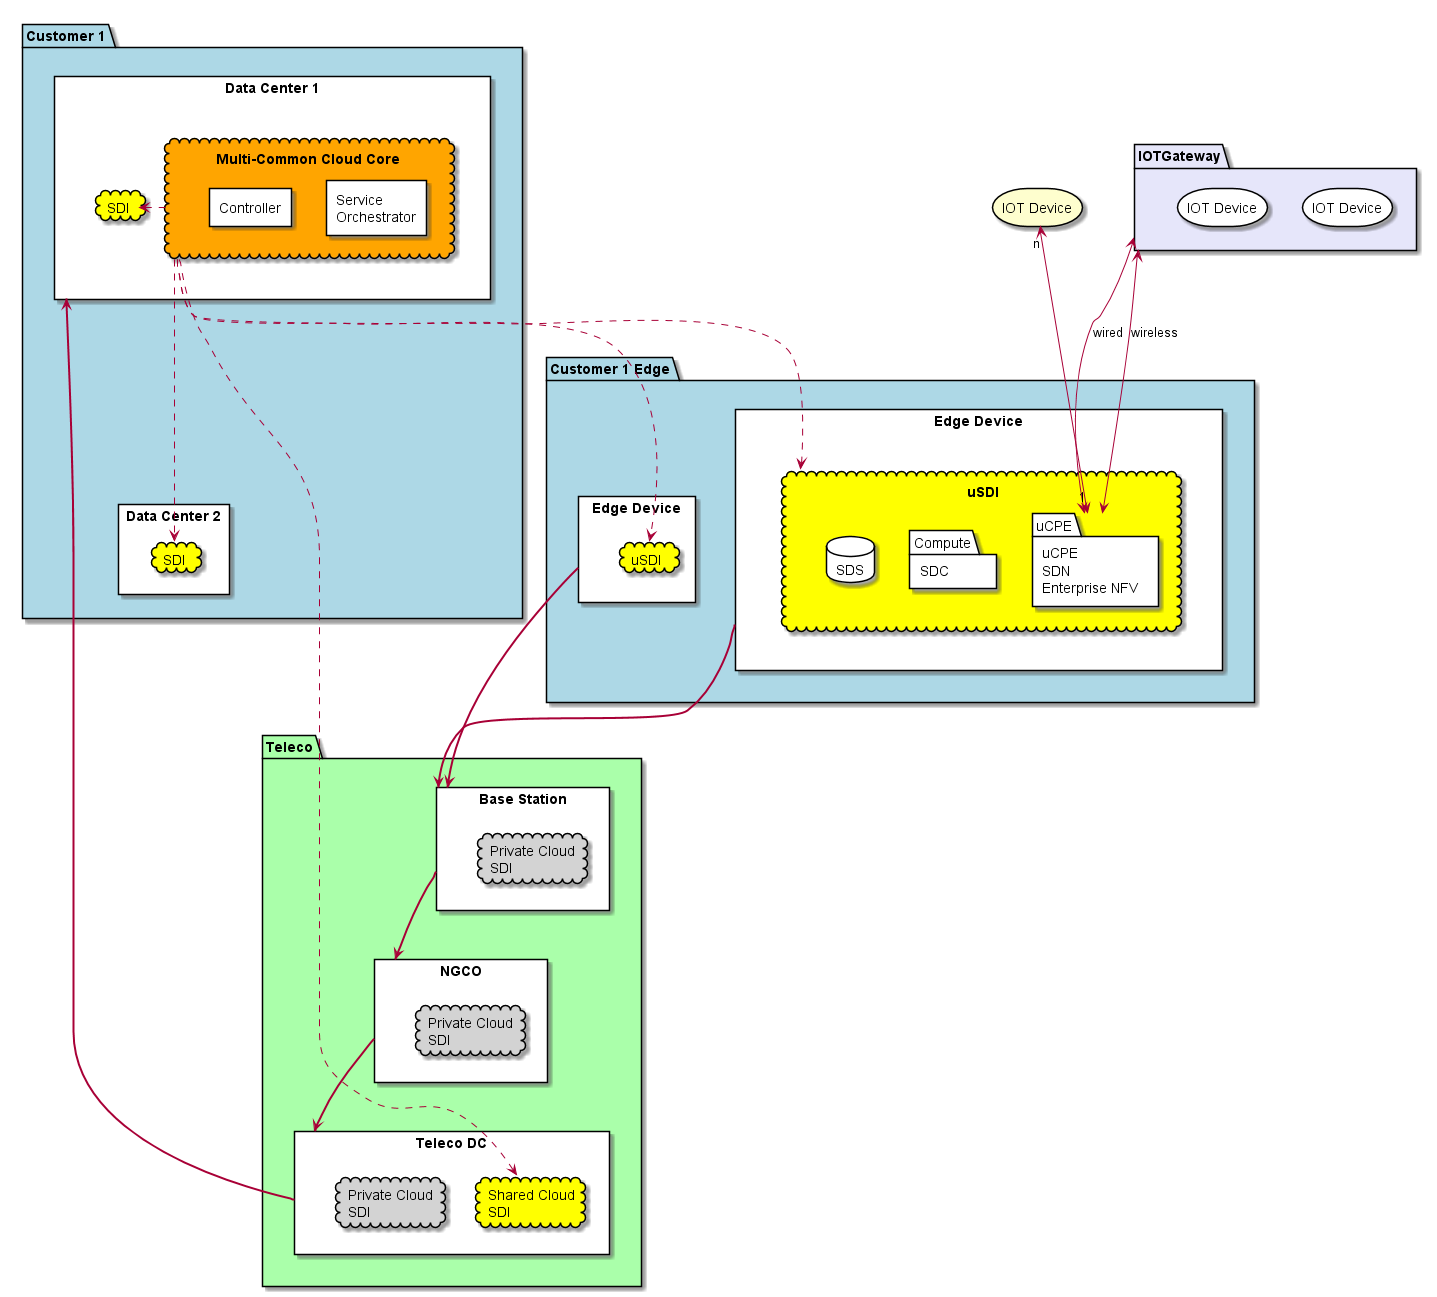 Customer 1
Data Center 1
Multi-Common Cloud Core
SDI
Controller
Service
Orchestrator
IOTGateway
IOT Device
IOT Device
IOT Device
n
wired
wireless
Customer 1 Edge
Edge Device
uSDI
1
SDS
Compute
SDC
uCPE
uCPE
SDN
Enterprise NFV
Edge Device
uSDI
Data Center 2
SDI
Teleco
Base Station
Private Cloud
SDI
NGCO
Private Cloud
SDI
Teleco DC
Private Cloud
SDI
Shared Cloud
SDI